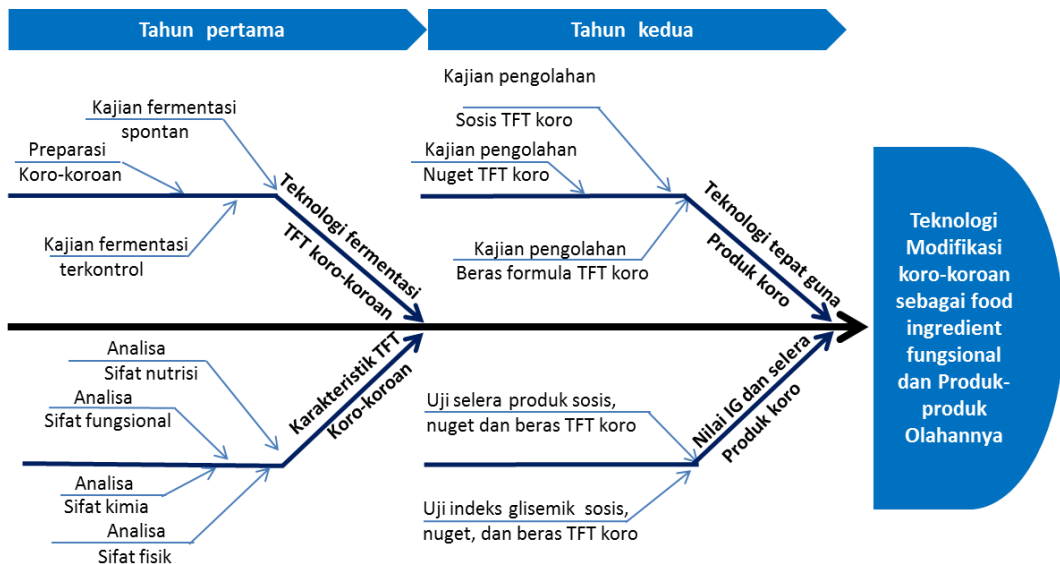 Tahun pertama
Tahun kedua
Kajian fermentasi
spontan
Preparasi
Koro-koroan
Kajian fermentasi
terkontrol
Teknologi fermentasi
TFT koro-koroan
Kajian pengolahan
Sosis TFT koro
Kajian pengolahan
Nuget TFT koro
Kajian pengolahan
Beras formula TFT koro
Teknologi tepat guna
Produk koro
Analisa
Sifat nutrisi
Analisa
Sifat fungsional
Analisa
Sifat kimia
Analisa
Sifat fisik
Karakteristik TFT
Koro-koroan
Uji selera produk sosis,
nuget dan beras TFT koro
Uji indeks glisemik sosis,
nuget, dan beras TFT koro
Nilai IG dan selera
Produk koro
Teknologi
Modifikasi
koro-koroan
sebagai food
ingredient
fungsional
dan Produk-
produk
Olahannya